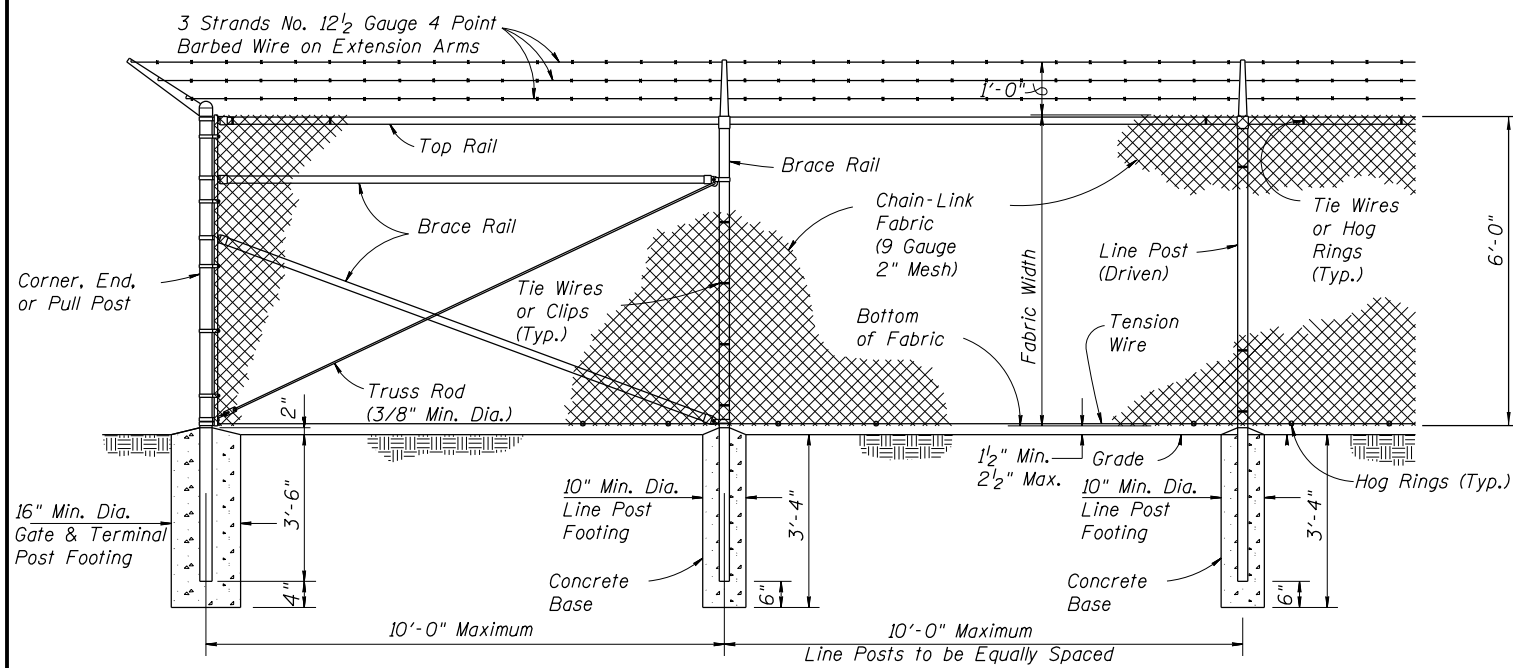 3 Strands No. 12½ Gauge 4 Point
Barbed Wire on Extension Arms
1'-0"
Top Rail
Brace Rail
Brace Rail
Chain-Link
Fabric
(9 Gauge
2" Mesh)
Tie Wires
or Hog
Rings
(Typ.)
Line Post
(Driven)
6'-0"
Corner, End,
or Pull Post
Tie Wires
or Clips
(Typ.)
Fabric Width
Bottom
of Fabric
Tension
Wire
Truss Rod
(3/8" Min. Dia.)
2"
1½" Min.
2½" Max.
Grade
Hog Rings (Typ.)
16" Min. Dia.
Gate & Terminal
Post Footing
3'-6"
4"
10" Min. Dia.
Line Post
Footing
3'-4"
Concrete
Base
6"
10" Min. Dia.
Line Post
Footing
3'-4"
Concrete
Base
6"
10'-0" Maximum
10'-0" Maximum
Line Posts to be Equally Spaced